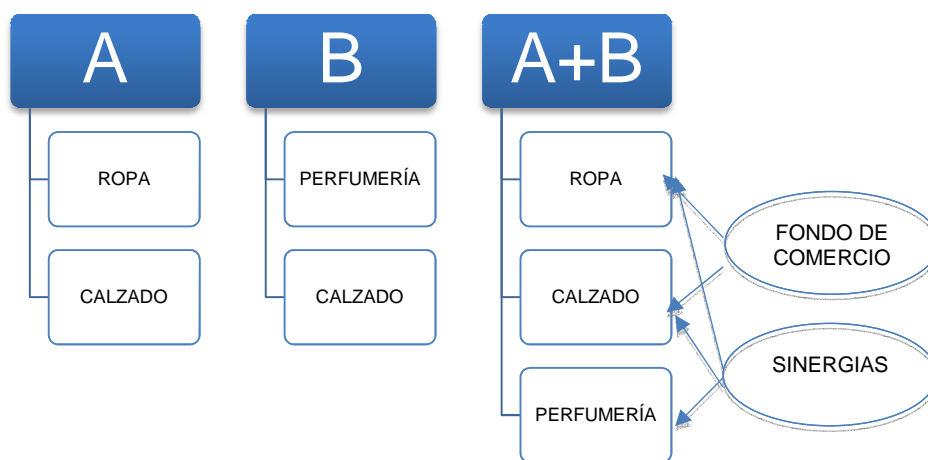 A
ROPA
CALZADO
B
PERFUMERÍA
CALZADO
A+B
ROPA
CALZADO
PERFUMERÍA
FONDO DE
COMERCIO
SINERGIAS